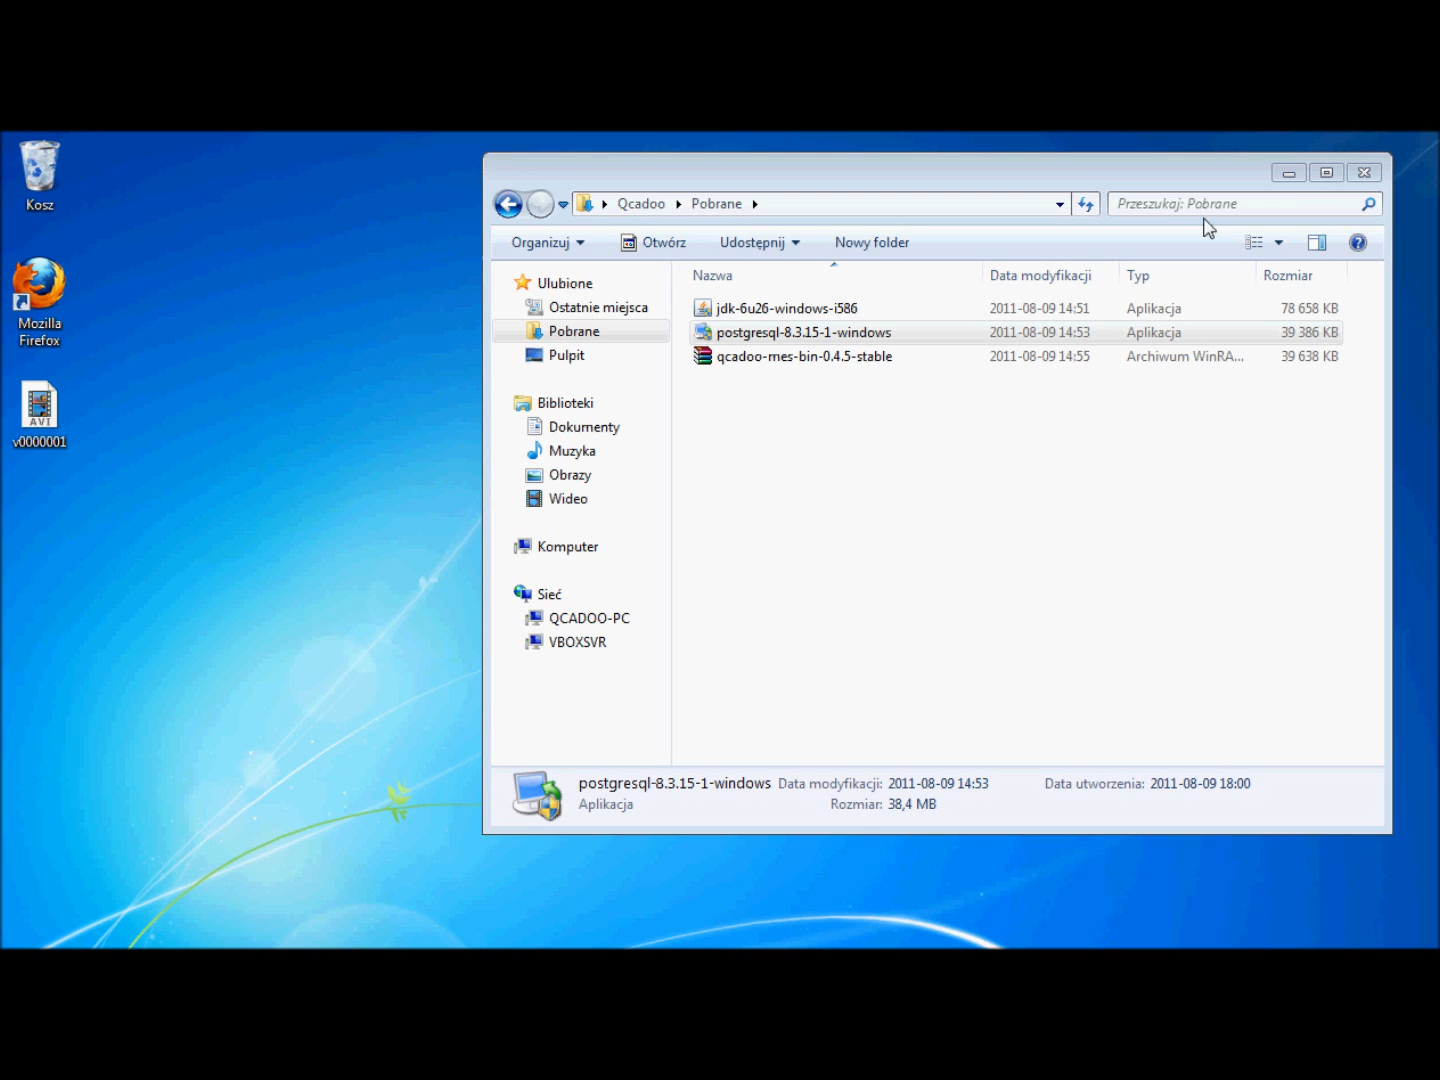 Kosz
Mozilla
Firefox
AVI
v0000001
Qcadoo Pobrane
Przeszukaj: Pobrane
Organizuj Otwórz Udostępnij Nowy folder
Ulubione
Ostatnie miejsca
Pobrane
Pulpit
Biblioteki
Dokumenty
Muzyka
Obrazy
Wideo
Komputer
Sieć
QCADOO-PC
VBOXSVR
Nazwa Data modyfikacji Typ Rozmiar
jdk-6u26-windows-i586 2011-08-09 14:51 Aplikacja 78 658 KB
postgresql-8.3.15-1-windows 2011-08-09 14:53 Aplikacja 39 386 KB
qcadoo-mes-bin-0.4.5-stable 2011-08-09 14:55 Archiwum WinRA... 39 638 KB
postgresql-8.3.15-1-windows Data modyfikacji: 2011-08-09 14:53 Data utworzenia: 2011-08-09 18:00
Aplikacja Rozmiar: 38,4 MB